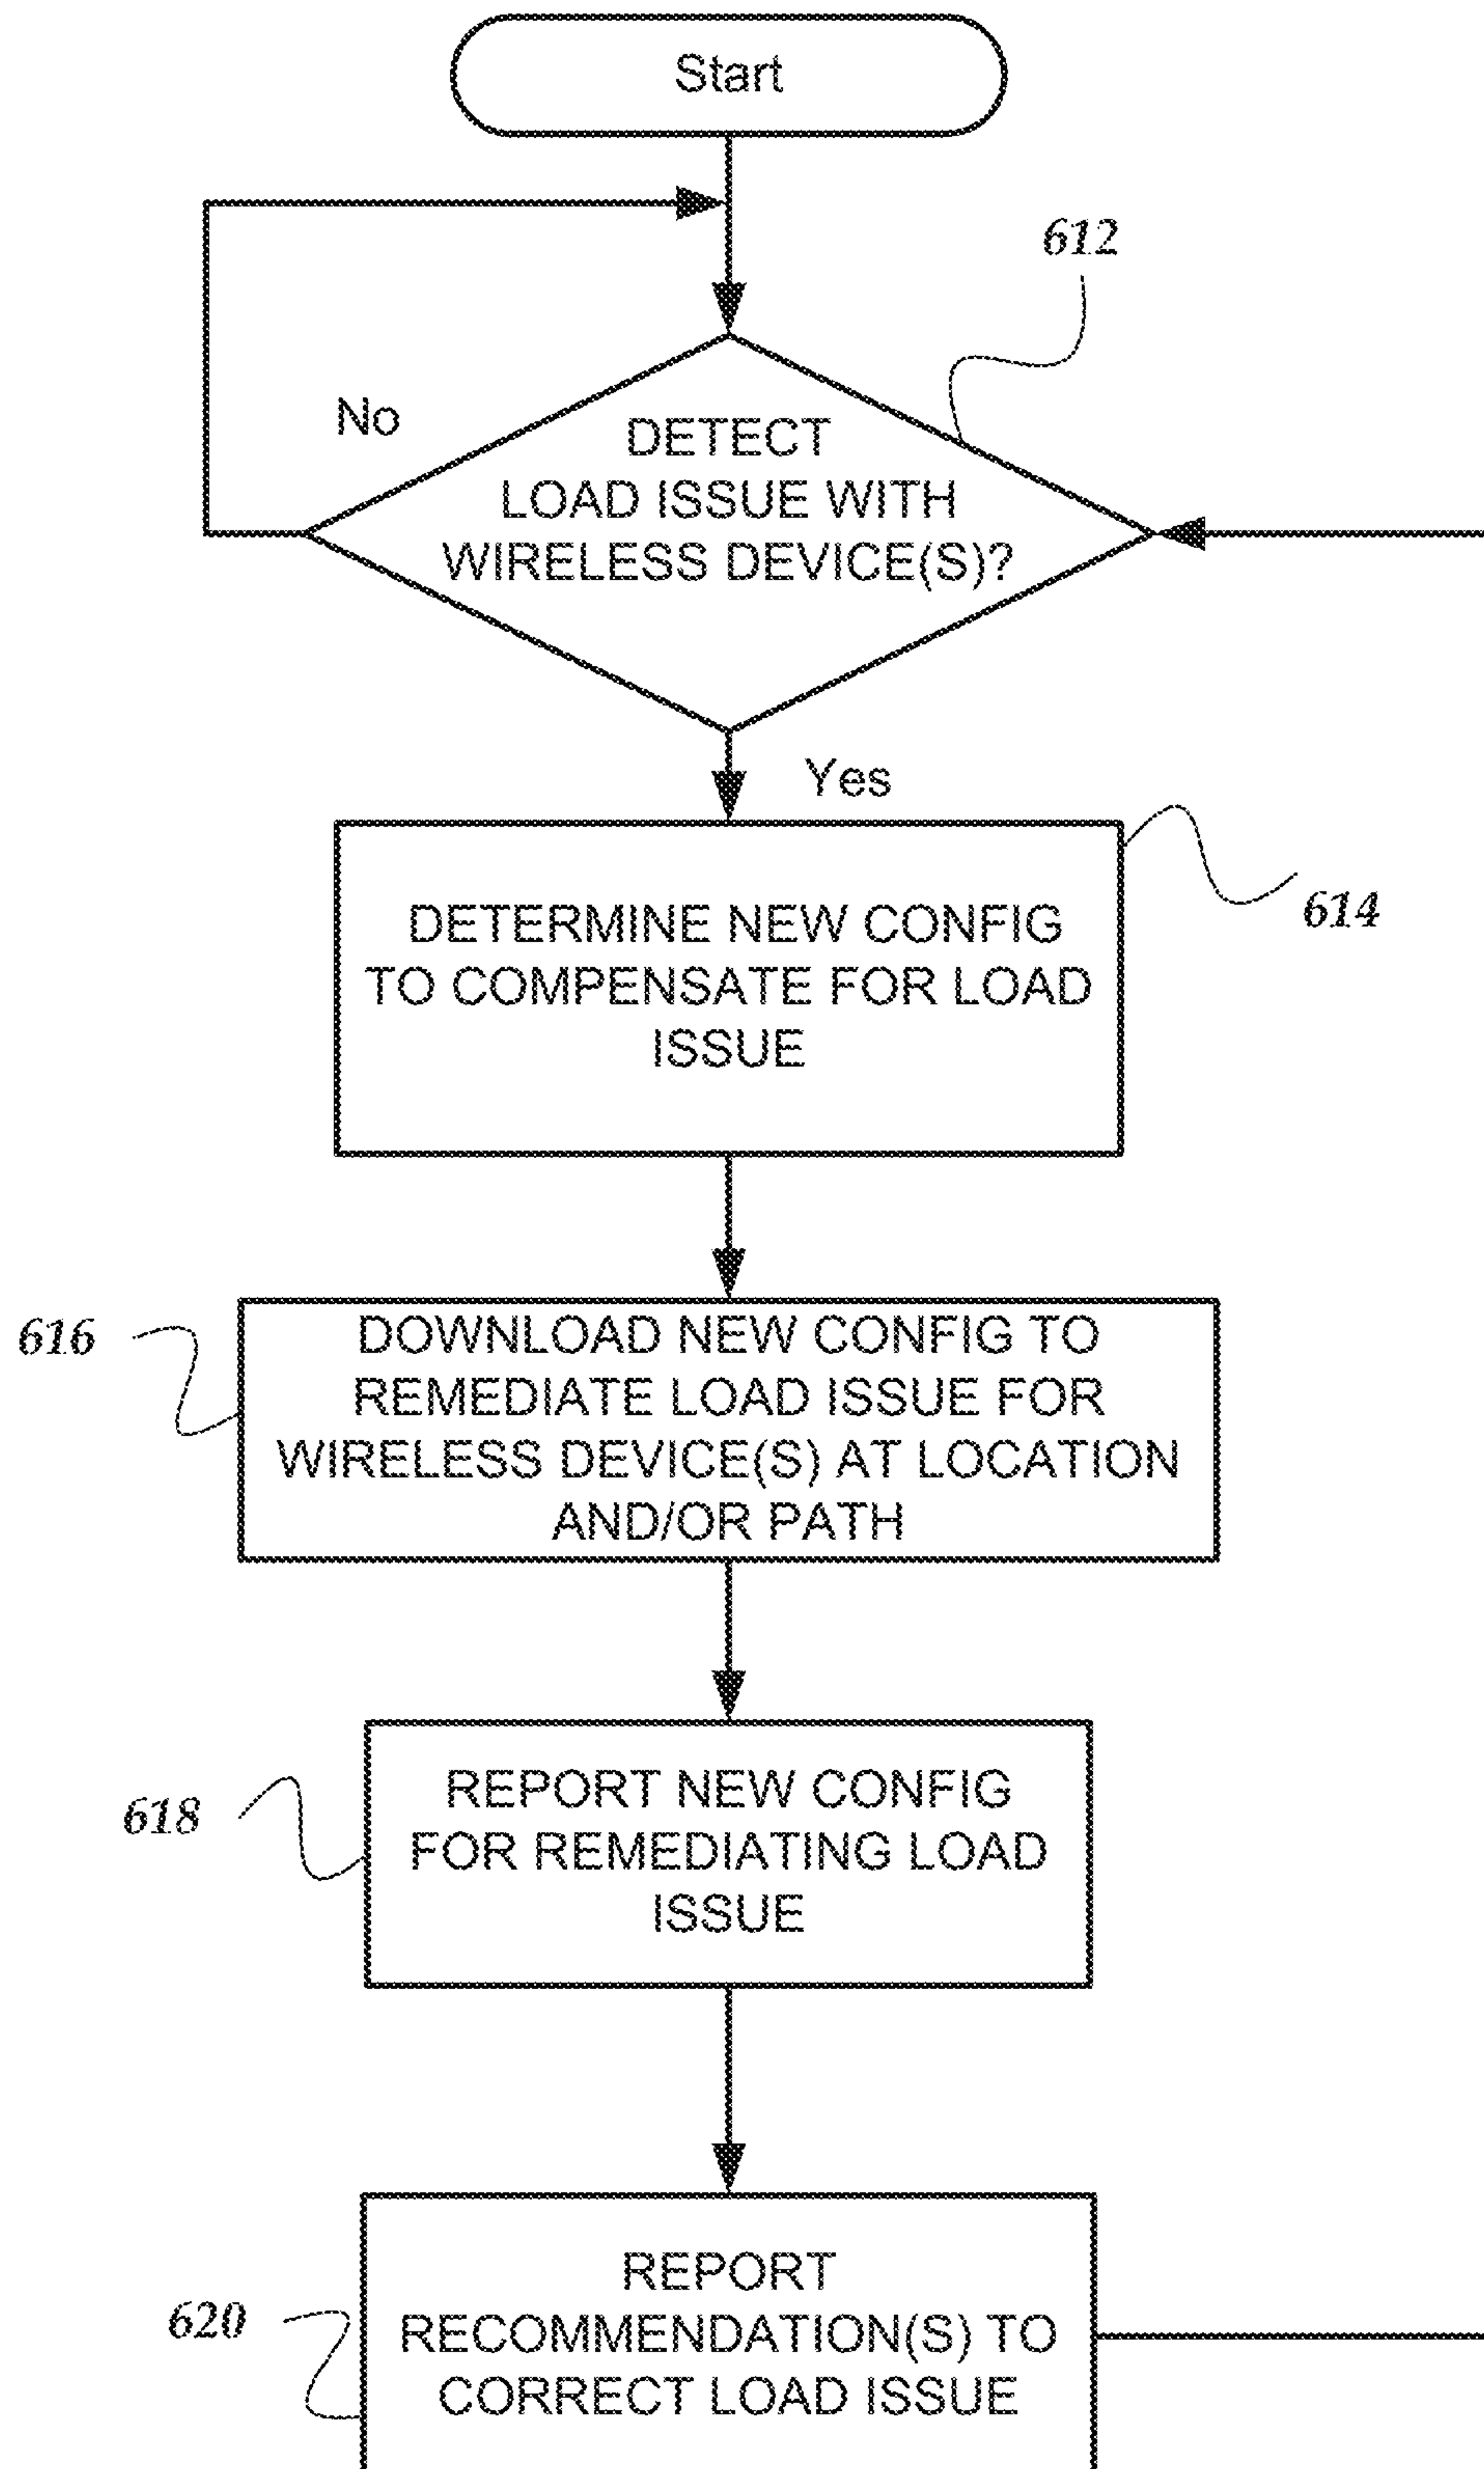 Start
612
No
DETECT
LOAD ISSUE WITH
WIRELESS DEVICE(S)?
Yes
614
DETERMINE NEW CONFIG
TO COMPENSATE FOR LOAD
ISSUE
616
DOWNLOAD NEW CONFIG TO
REMEDIATE LOAD ISSUE FOR
WIRELESS DEVICE(S) AT LOCATION
AND/OR PATH
618
REPORT NEW CONFIG
FOR REMEDIATING LOAD
ISSUE
620
REPORT
RECOMMENDATION(S) TO
CORRECT LOAD ISSUE